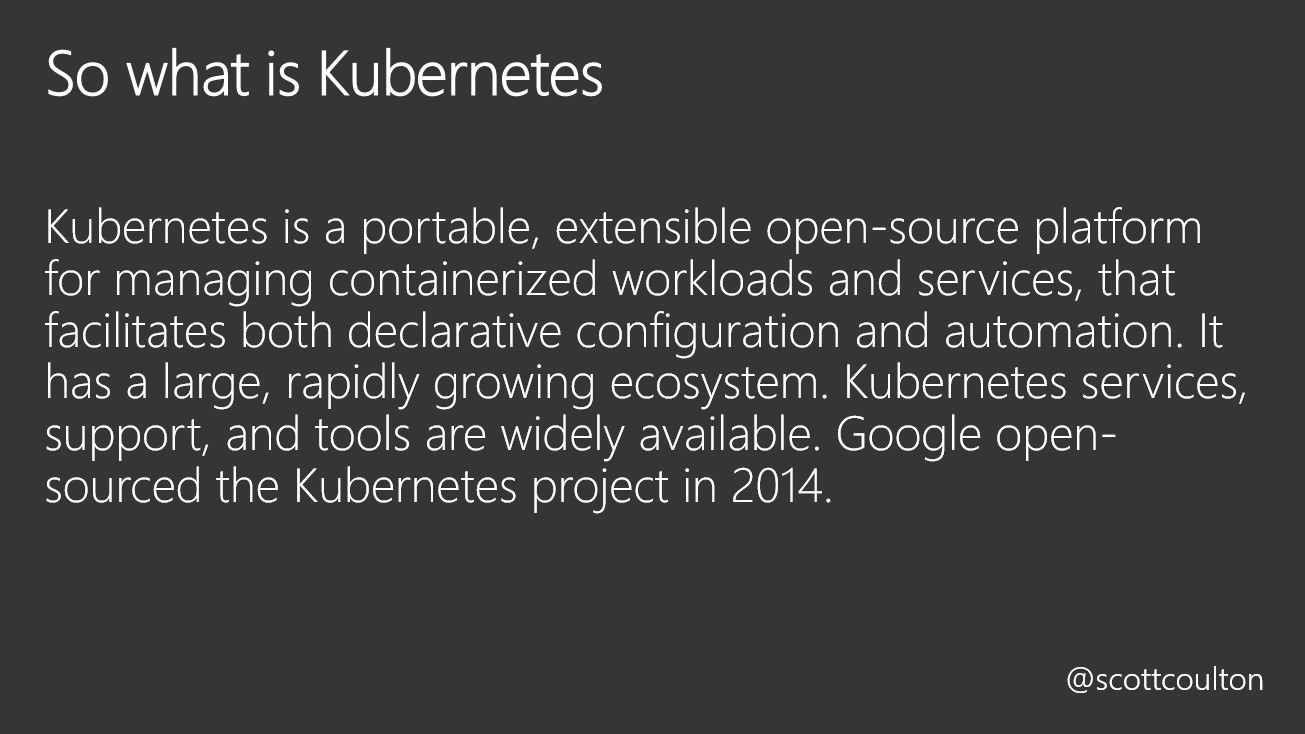 So what is Kubernetes
Kubernetes is a portable, extensible open-source platform
for managing containerized workloads and services, that
facilitates both declarative configuration and automation. It
has a large, rapidly growing ecosystem. Kubernetes services,
support, and tools are widely available. Google open-
sourced the Kubernetes project in 2014.
@scottcoulton